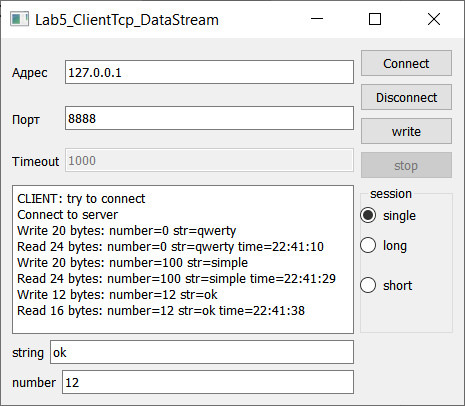 Lab5_ClientTcp_DataStream
Адрес 127.0.0.1 Connect
Disconnect
Порт 8888
write
Timeout 1000 stop
CLIENT: try to connect
Connect to server
Write 20 bytes: number=0 str=qwerty
Read 24 bytes: number=0 str=qwerty time=22:41:10
Write 20 bytes: number=100 str=simple
Read 24 bytes: number=100 str=simple time=22:41:29
Write 12 bytes: number=12 str=ok
Read 16 bytes: number=12 str=ok time=22:41:38
session
single
long
short
string ok
number 12